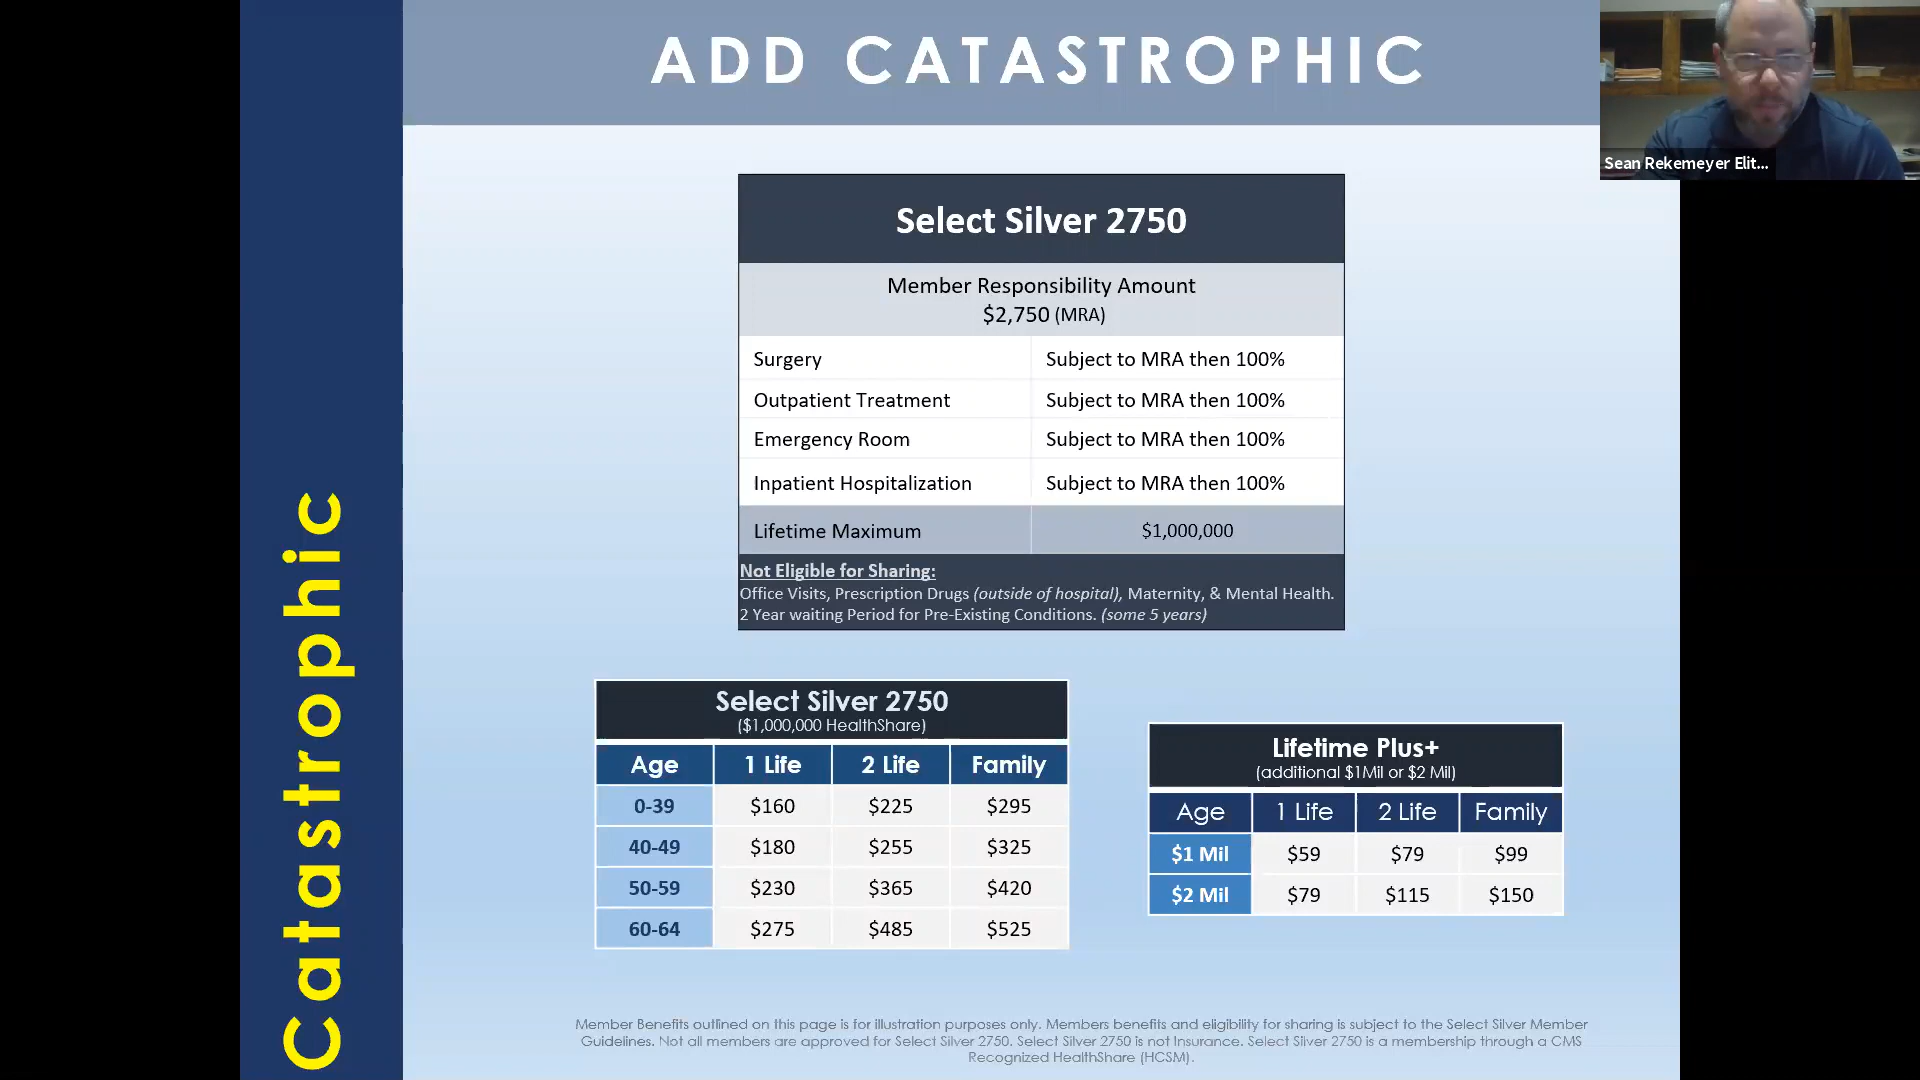 ADD CATASTROPHIC
Sean Rekemeyer Elit...
Catastrophic
Select Silver 2750
Member Responsibility Amount
$2,750 (MRA)
Surgery Subject to MRA then 100%
Outpatient Treatment Subject to MRA then 100%
Emergency Room Subject to MRA then 100%
Inpatient Hospitalization Subject to MRA then 100%
Lifetime Maximum $1,000,000
Not Eligible for Sharing:
Office Visits, Prescription Drugs (outside of hospital), Maternity, & Mental Health.
2 Year waiting Period for Pre-Existing Conditions. (some 5 years)
Select Silver 2750
($1,000,000 HealthShare)
Age 1 Life 2 Life Family
0-39 $160 $225 $295
40-49 $180 $255 $325
50-59 $230 $365 $420
60-64 $275 $485 $525
Lifetime Plus+
(additional $1Mil or $2 Mil)
Age 1 Life 2 Life Family
$1 Mil $59 $79 $99
$2 Mil $79 $115 $150
Member Benefits outlined on this page is for illustration purposes only. Members benefits and eligibility for sharing is subject to the Select Silver Member
Guidelines. Not all members are approved for Select Silver 2750. Select Silver 2750 is not Insurance. Select Silver 2750 is a membership through a CMS
Recognized HealthShare (HCSM).